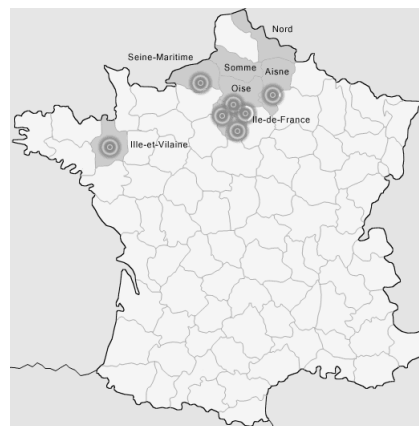 Nord
Seine-Maritime
Somme
Aisne
Oise
Ile-de-France
Ille-et-Vilaine